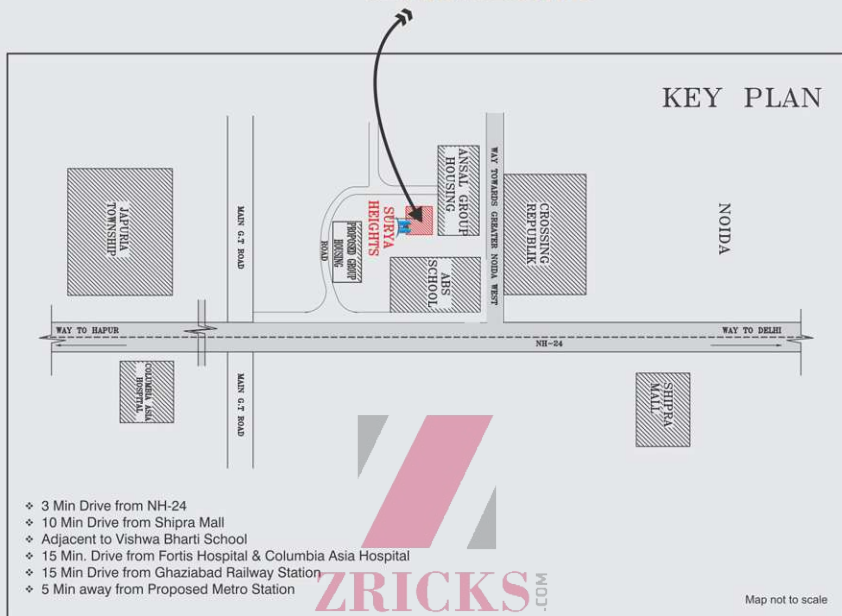 KEY PLAN
JAPURIA
TOWNSHIP
MAIN G.T ROAD
PROPOSED GROUP
HOUSING
ROAD
SURYA
HEIGHTS
ANSAL GROUP
HOUSING
ABS
SCHOOL
WAY TOWARDS GREATER NOIDA WEST
CROSSING
REPUBLIK
NOIDA
WAY TO HAPUR
NH-24
WAY TO DELHI
COLUMBIA ASIA
HOSPITAL
MAIN G.T ROAD
SHIPRA
MALL
❖ 3 Min Drive from NH-24
❖ 10 Min Drive from Shipra Mall
❖ Adjacent to Vishwa Bharti School
❖ 15 Min. Drive from Fortis Hospital & Columbia Asia Hospital
❖ 15 Min Drive from Ghaziabad Railway Station
❖ 5 Min away from Proposed Metro Station
ZRICKS.COM
Map not to scale